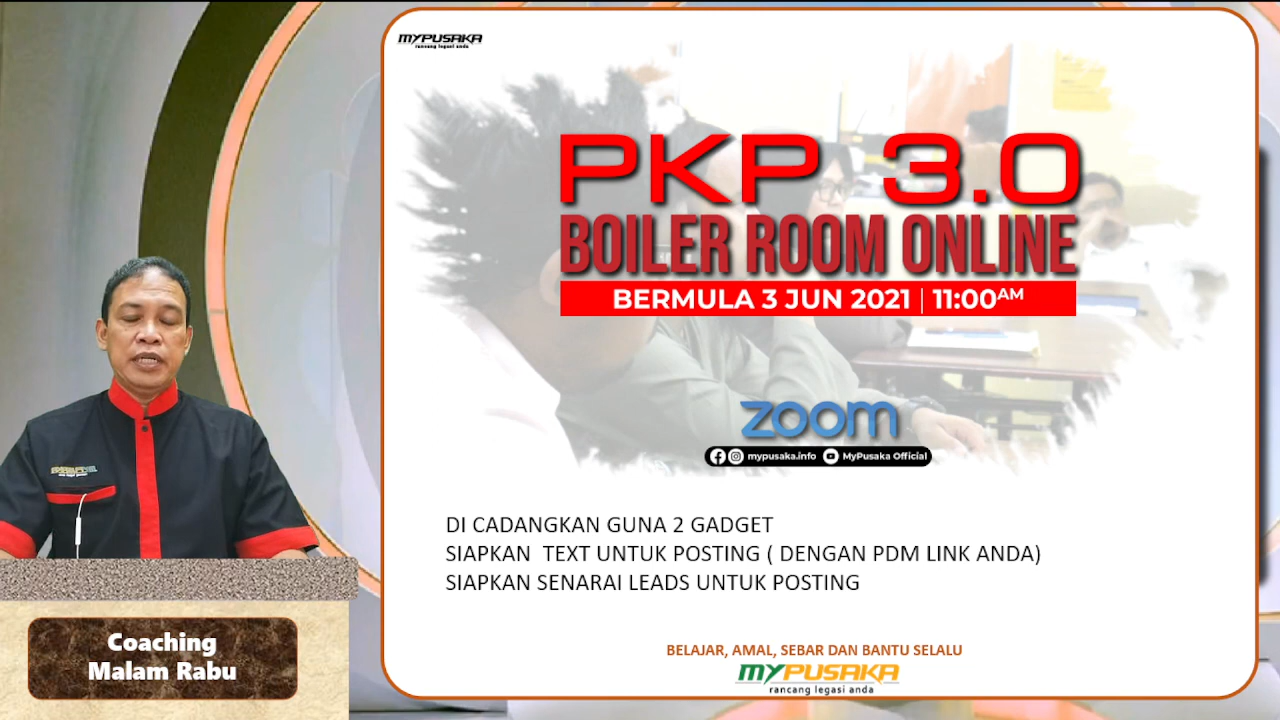 MYPUSAKA
rancang legasi anda
PKP 3.0
BOILER ROOM ONLINE
BERMULA 3 JUN 2021 | 11:00AM
zoom
mypusaka.info MyPusaka Official
DI CADANGKAN GUNA 2 GADGET
SIAPKAN TEXT UNTUK POSTING ( DENGAN PDM LINK ANDA)
SIAPKAN SENARAI LEADS UNTUK POSTING
BELAJAR, AMAL, SEBAR DAN BANTU SELALU
MYPUSAKA
rancang legasi anda
Coaching
Malam Rabu